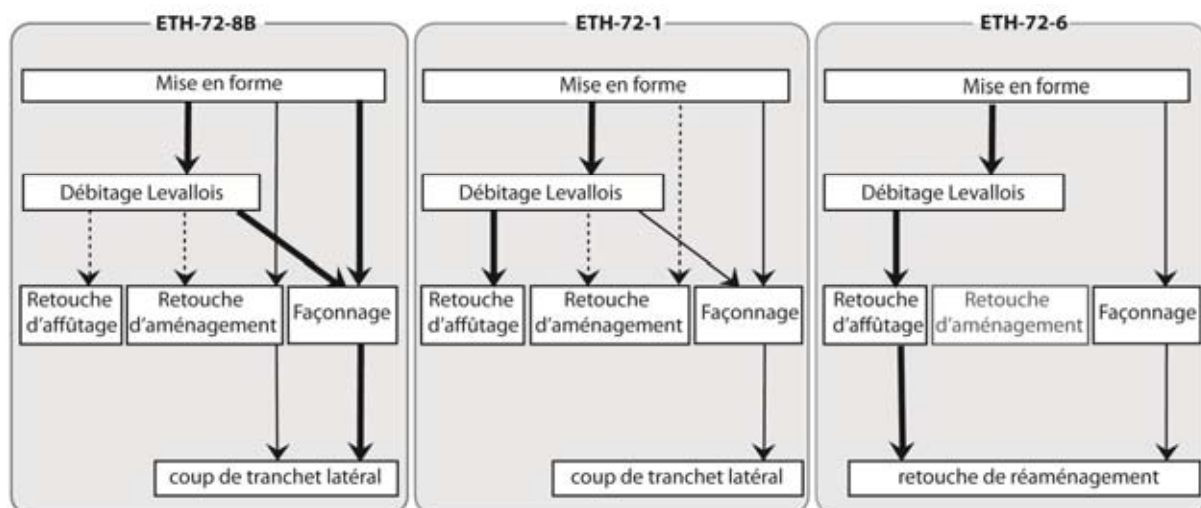 ETH-72-8B
Mise en forme
Débitage Levallois
Retouche
d'affûtage
Retouche
d'aménagement
Façonnage
coup de tranchet latéral
ETH-72-1
Mise en forme
Débitage Levallois
Retouche
d'affûtage
Retouche
d'aménagement
Façonnage
coup de tranchet latéral
ETH-72-6
Mise en forme
Débitage Levallois
Retouche
d'affûtage
Retouche
d'aménagement
Façonnage
retouche de réaménagement